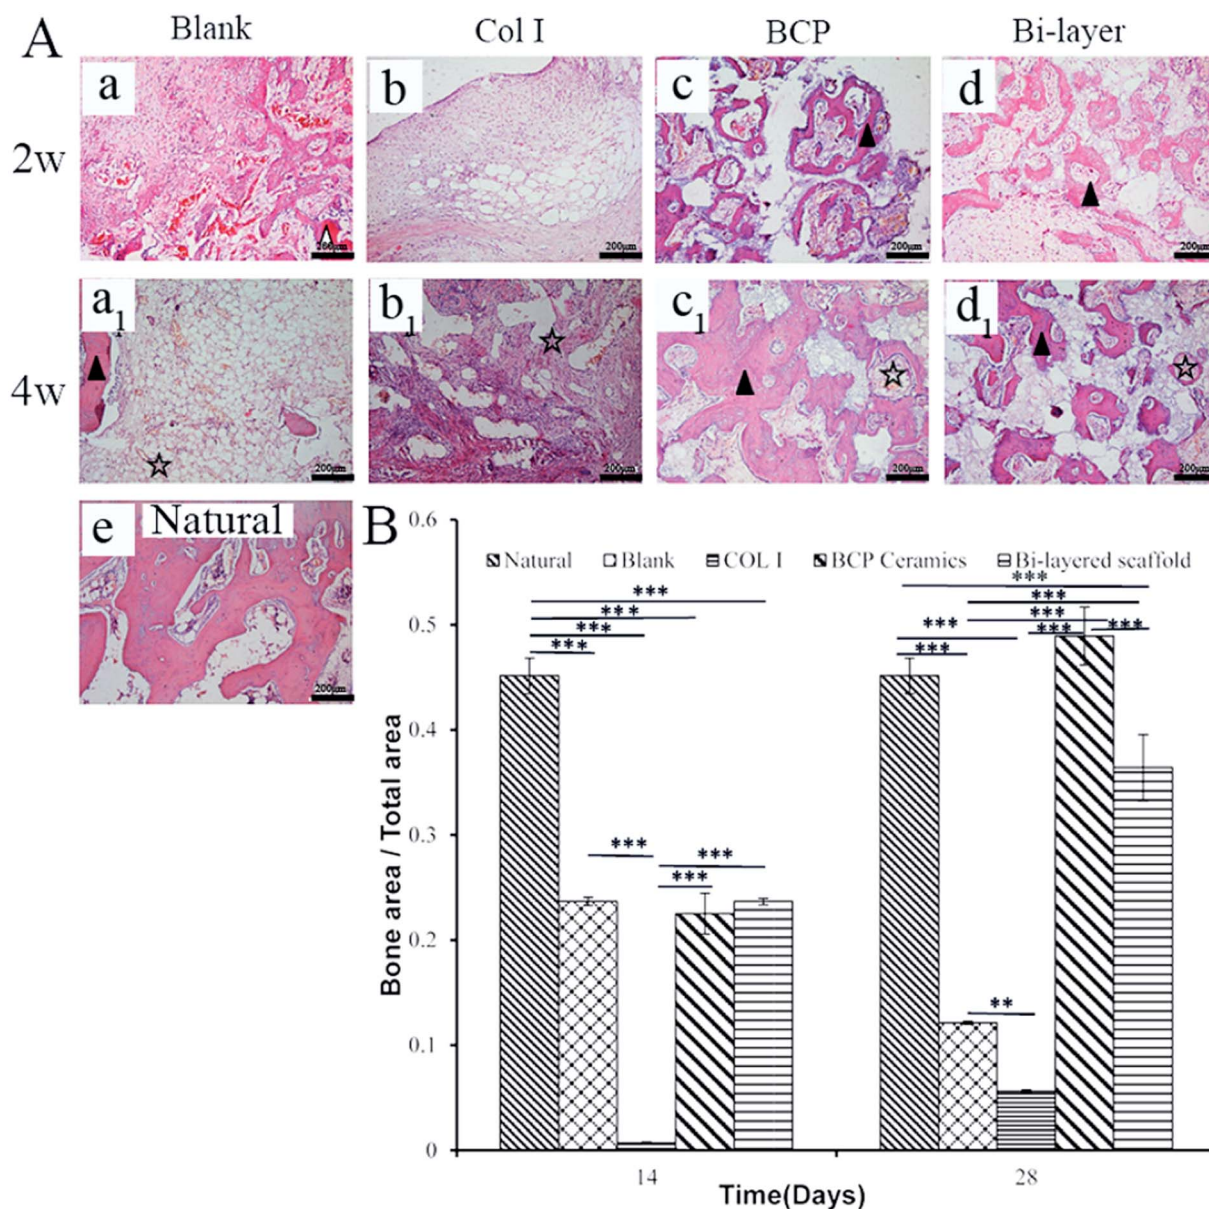 A
Blank
Col I
BCP
Bi-layer
2w
a
b
c
d
200μm
200μm
200μm
200μm
4w
a1
b1
c1
d1
200μm
200μm
200μm
200μm
e
Natural
200μm
B
0.6
Natural
Blank
COL I
BCP Ceramics
Bi-layered scaffold
***
***
***
***
***
***
***
***
***
***
***
0.5
0.4
0.3
***
***
***
0.2
**
0.1
0
Bone area / Total area
14
28
Time(Days)